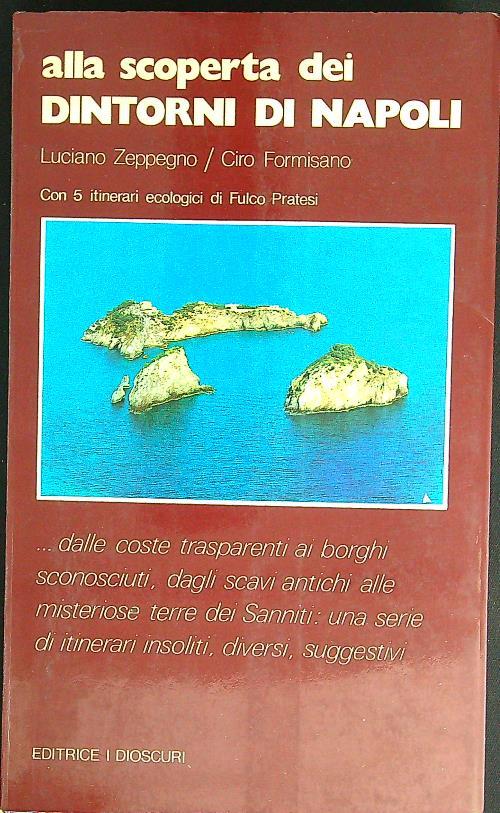 alla scoperta dei
DINTORNI DI NAPOLI
Luciano Zeppegno / Ciro Formisano
Con 5 itinerari ecologici di Fulco Pratesi
... dalle coste trasparenti ai borghi
sconosciuti, dagli scavi antichi alle
misteriose terre dei Sanniti: una serie
di itinerari insoliti, diversi, suggestivi
EDITRICE I DIOSCURI